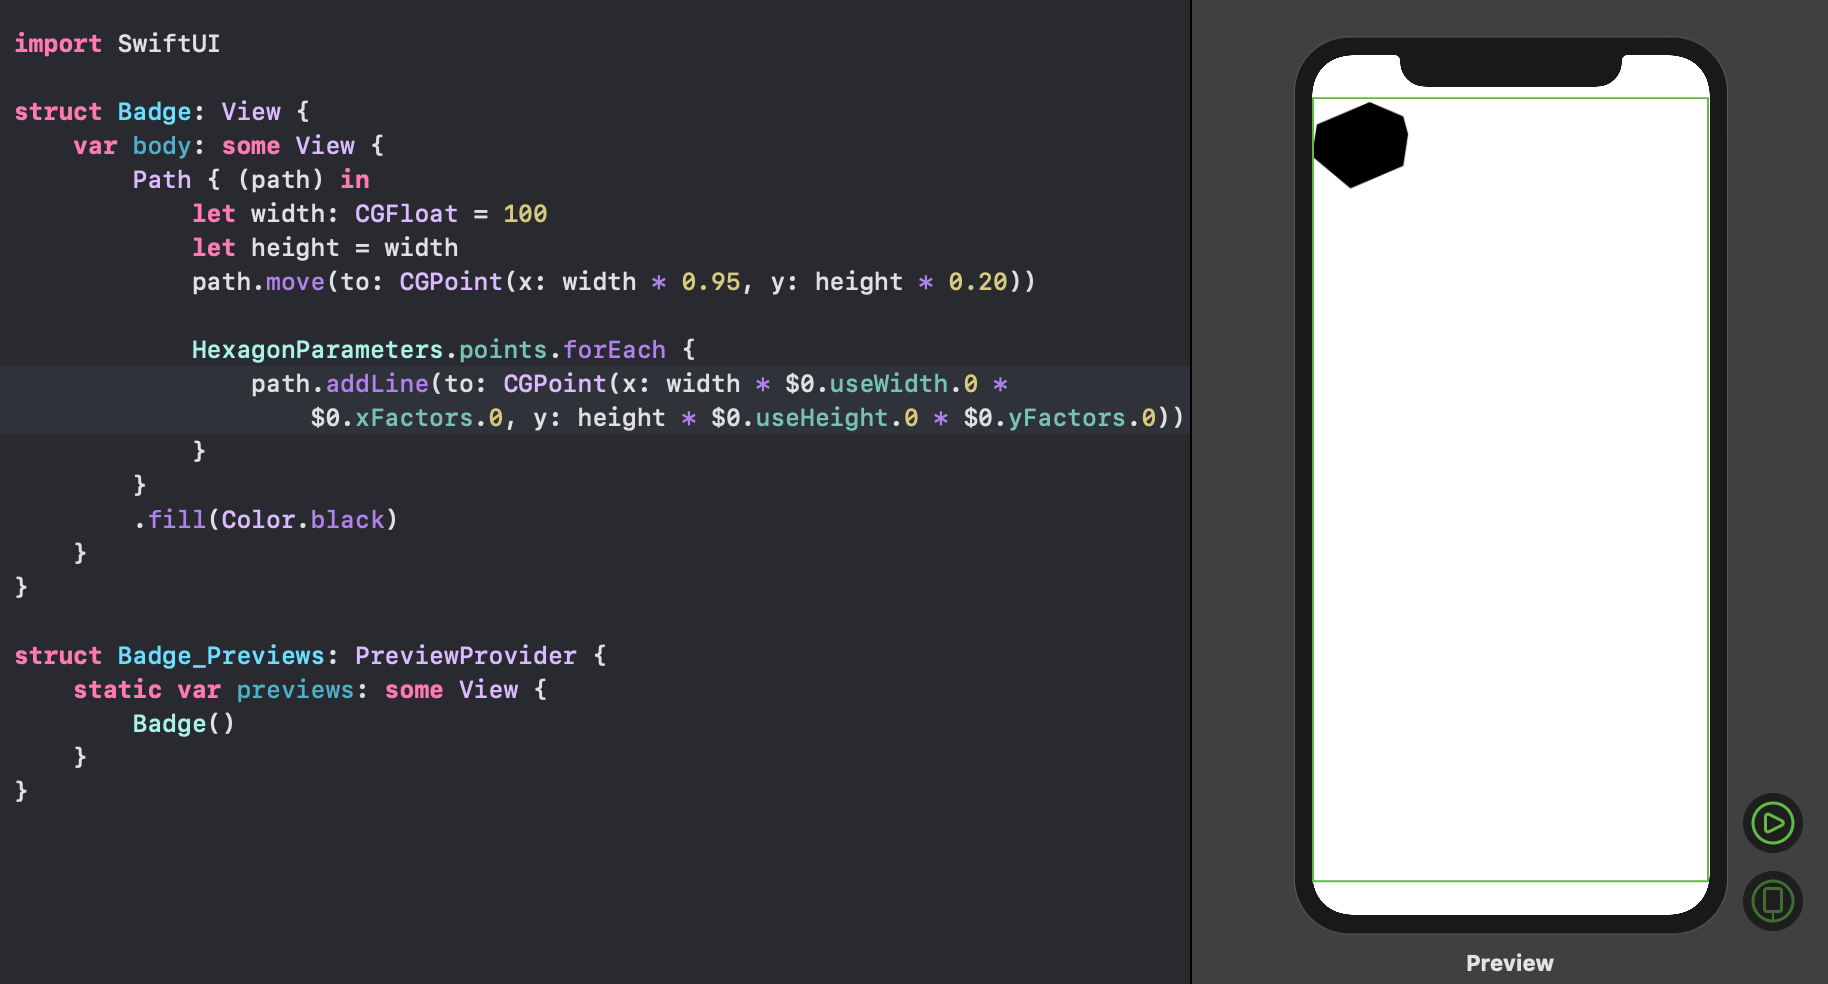 import SwiftUI
struct Badge: View {
var body: some View {
Path { (path) in
let width: CGFloat = 100
let height = width
path.move(to: CGPoint(x: width * 0.95, y: height * 0.20))
HexagonParameters.points.forEach {
path.addLine(to: CGPoint(x: width * $0.useWidth.0 *
$0.xFactors.0, y: height * $0.useHeight.0 * $0.yFactors.0))
}
}
.fill(Color.black)
}
}
struct Badge_Previews: PreviewProvider {
static var previews: some View {
Badge()
}
}
Preview